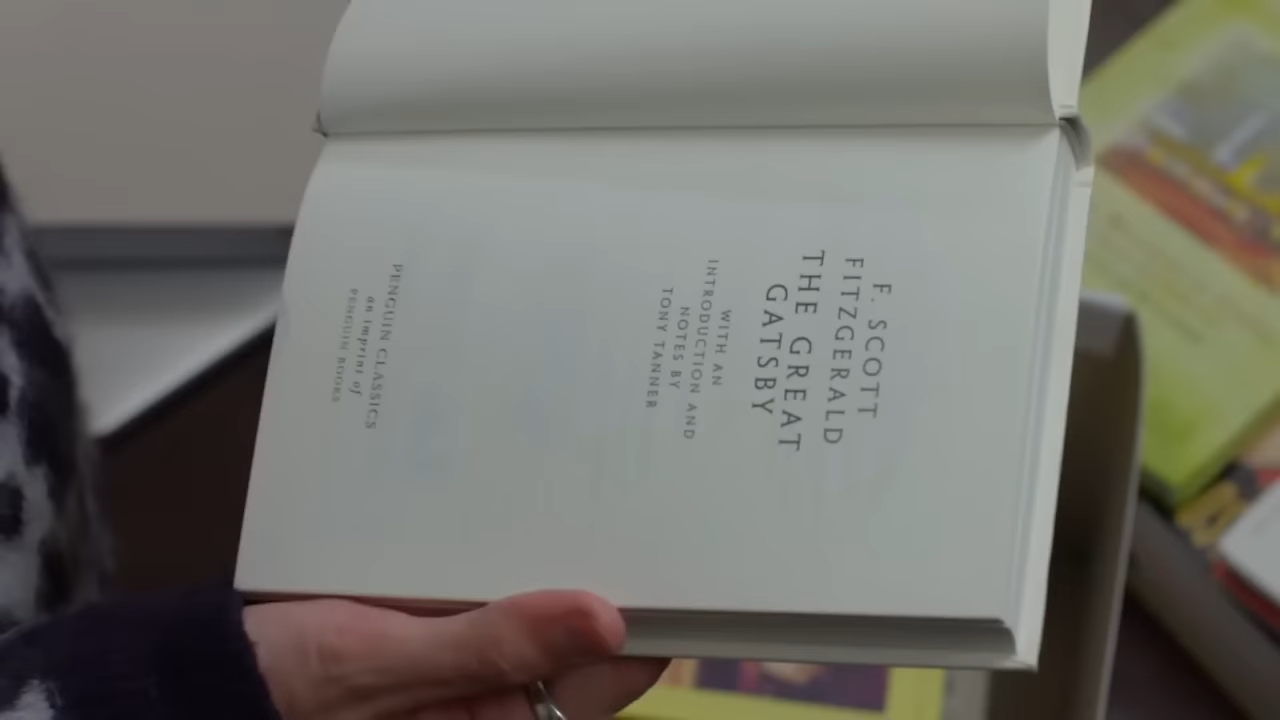 F. SCOTT
FITZGERALD
THE GREAT
GATSBY
WITH AN
INTRODUCTION AND
NOTES BY
TONY TANNER
PENGUIN CLASSICS
an imprint of
PENGUIN BOOKS